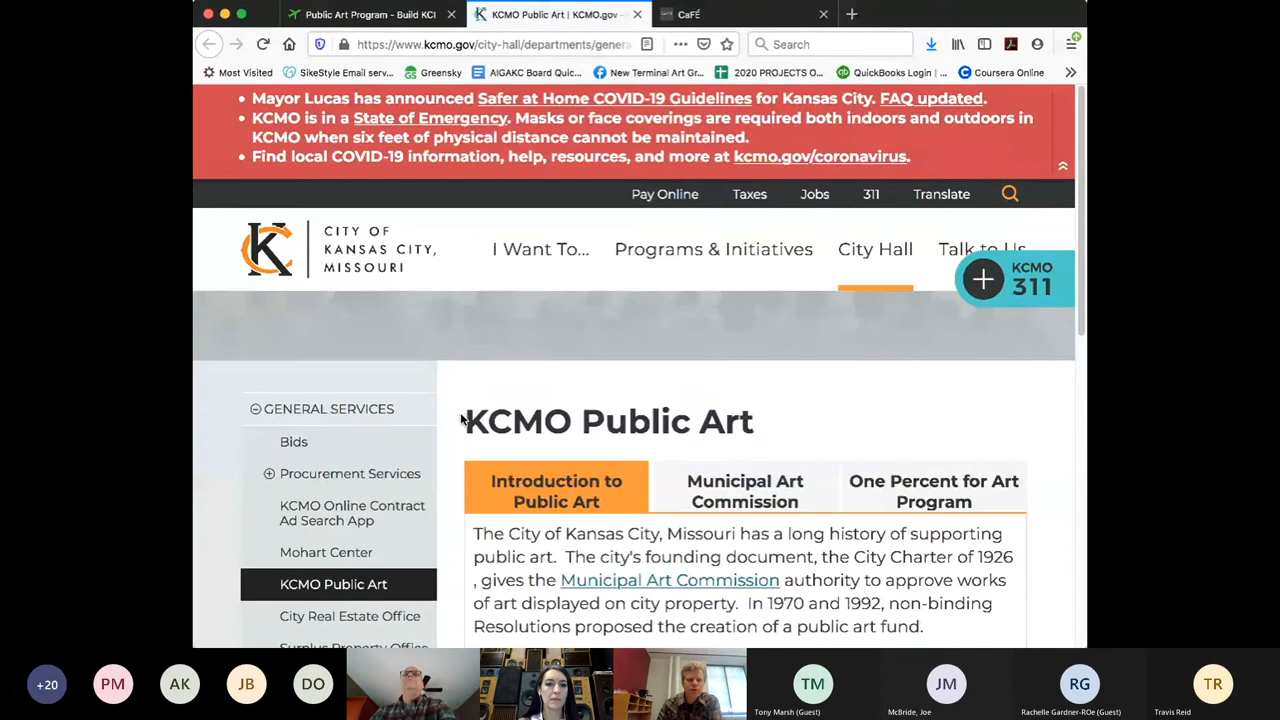 Public Art Program - Build KCI
KCMO Public Art | KCMO.gov -
CaFÉ
https://www.kcmo.gov/city-hall/departments/genera
Search
Most Visited
SikeStyle Email serv...
Greensky
AIGAKC Board Quic...
New Terminal Art Gr...
2020 PROJECTS O...
QuickBooks Login | ...
Coursera Online
• Mayor Lucas has announced Safer at Home COVID-19 Guidelines for Kansas City. FAQ updated.
• KCMO is in a State of Emergency. Masks or face coverings are required both indoors and outdoors in
KCMO when six feet of physical distance cannot be maintained.
• Find local COVID-19 information, help, resources, and more at kcmo.gov/coronavirus.
Pay Online Taxes Jobs 311 Translate
KC
CITY OF
KANSAS CITY,
MISSOURI
I Want To... Programs & Initiatives City Hall Talk to Us
KCMO
311
GENERAL SERVICES
Bids
Procurement Services
KCMO Online Contract
Ad Search App
Mohart Center
KCMO Public Art
City Real Estate Office
Surplus Property Office
KCMO Public Art
Introduction to
Public Art
Municipal Art
Commission
One Percent for Art
Program
The City of Kansas City, Missouri has a long history of supporting
public art. The city's founding document, the City Charter of 1926
, gives the Municipal Art Commission authority to approve works
of art displayed on city property. In 1970 and 1992, non-binding
Resolutions proposed the creation of a public art fund.
+20
PM
AK
JB
DO
TM
Tony Marsh (Guest)
JM
McBride, Joe
RG
Rachelle Gardner-ROe (Guest)
TR
Travis Reid